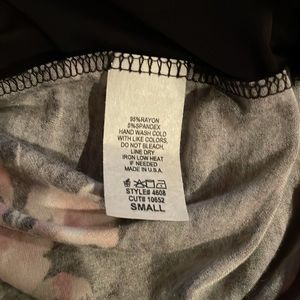 95%RAYON
5%SPANDEX
HAND WASH COLD
WITH LIKE COLORS,
DO NOT BLEACH,
LINE DRY
IRON LOW HEAT
IF NEEDED
MADE IN U.S.A.
STYLE# 4608
CUT# 10652
SMALL